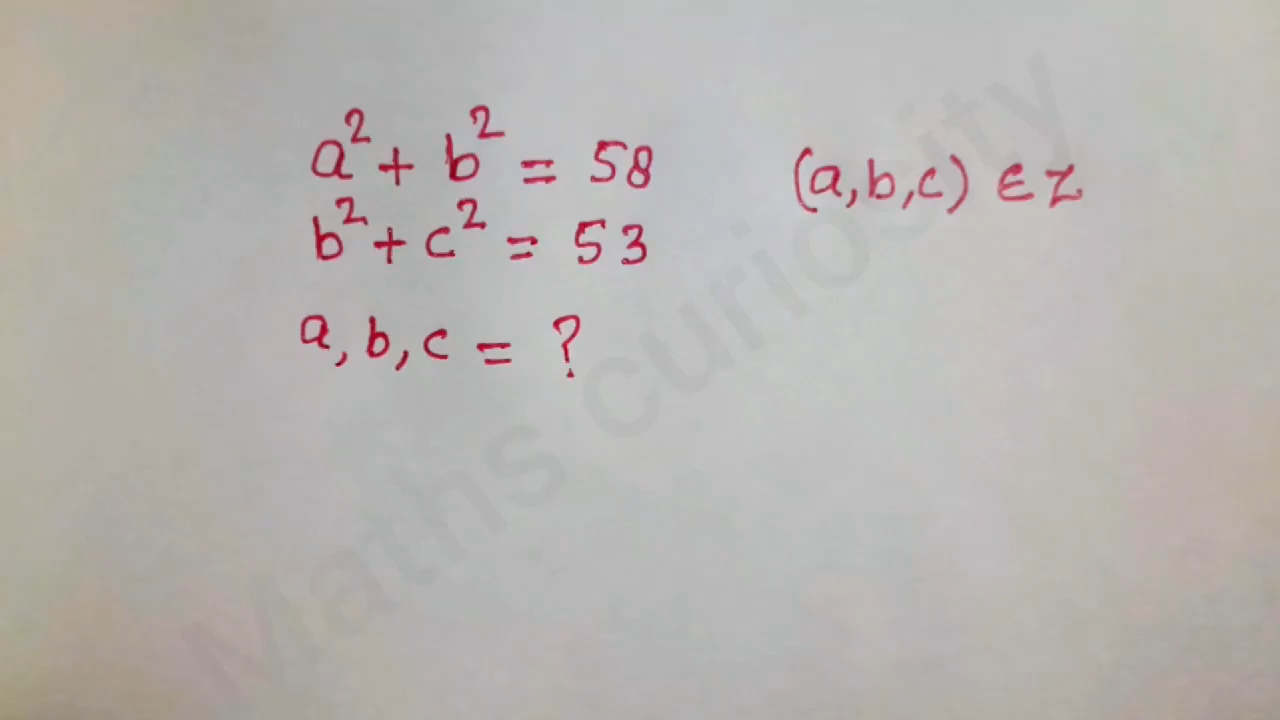 a² + b² = 58 (a,b,c) ∈ Z
b² + c² = 53
a, b, c = ?
Maths curiosity